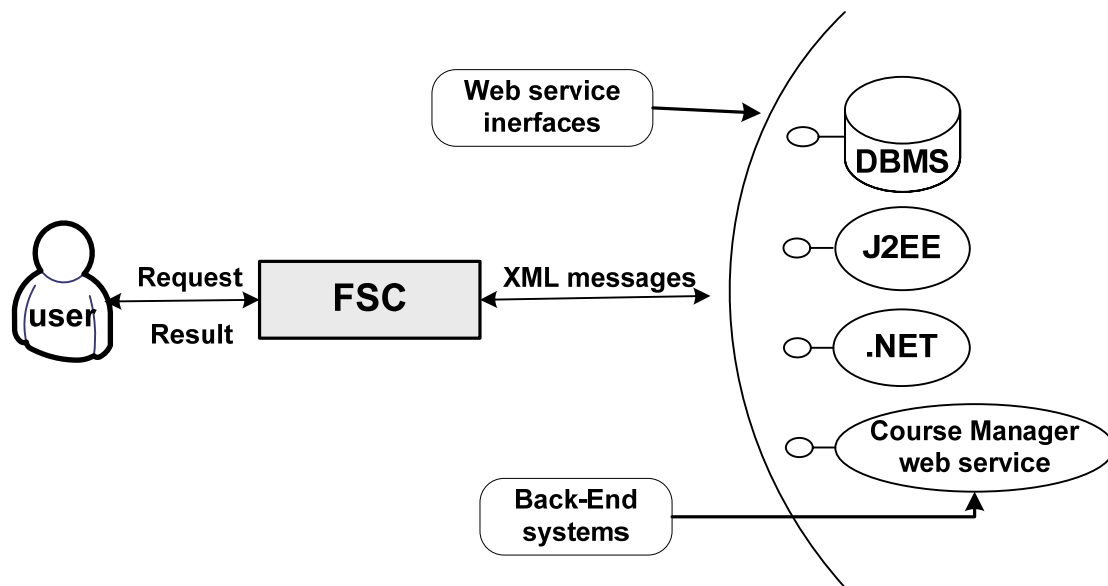 Web service
inerfaces
DBMS
J2EE
.NET
Course Manager
web service
user
Request
Result
FSC
XML messages
Back-End
systems